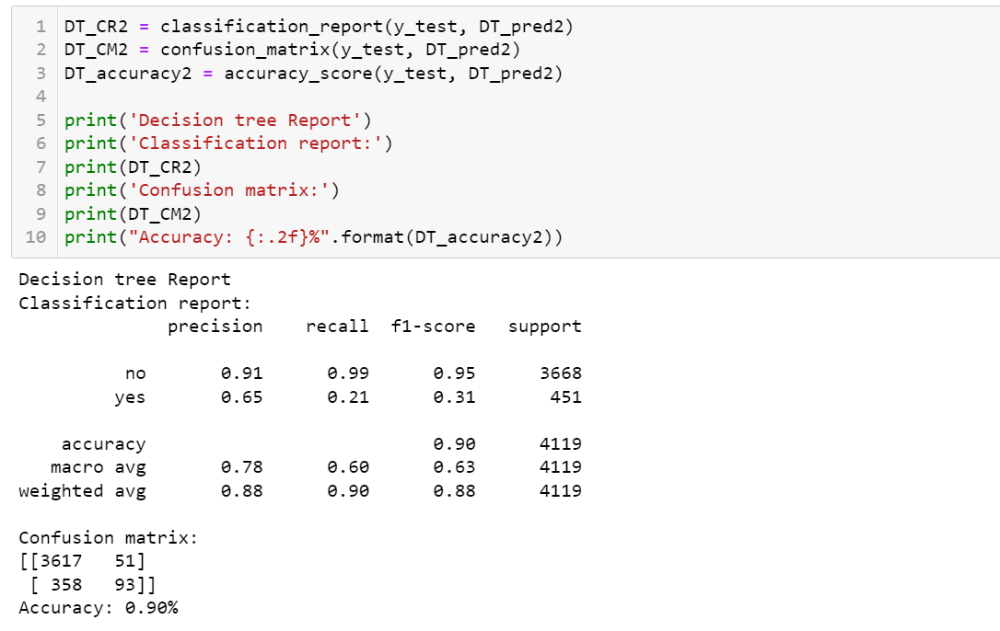 1 DT_CR2 = classification_report(y_test, DT_pred2)
2 DT_CM2 = confusion_matrix(y_test, DT_pred2)
3 DT_accuracy2 = accuracy_score(y_test, DT_pred2)
4
5 print('Decision tree Report')
6 print('Classification report:')
7 print(DT_CR2)
8 print('Confusion matrix:')
9 print(DT_CM2)
10 print("Accuracy: {:.2f}%".format(DT_accuracy2))
Decision tree Report
Classification report:
precision recall f1-score support
no 0.91 0.99 0.95 3668
yes 0.65 0.21 0.31 451
accuracy 0.90 4119
macro avg 0.78 0.60 0.63 4119
weighted avg 0.88 0.90 0.88 4119
Confusion matrix:
[[3617 51]
[ 358 93]]
Accuracy: 0.90%